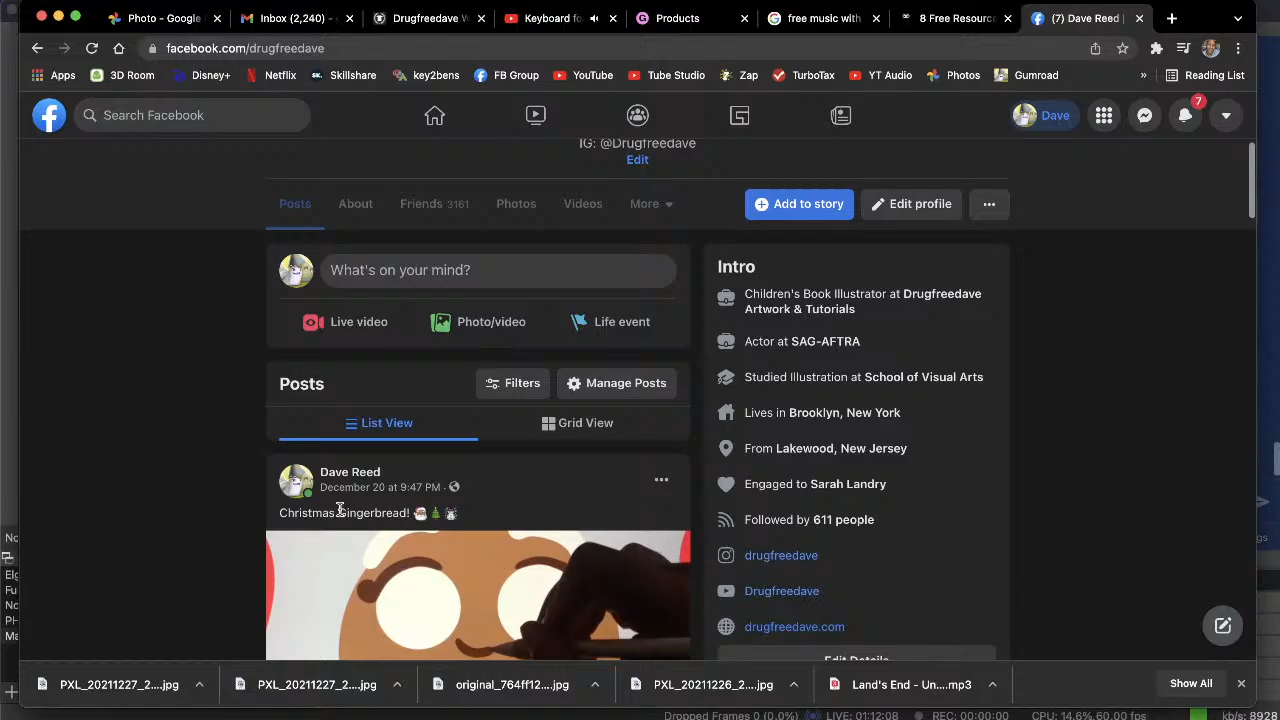 Photo - Google
Inbox (2,240) -
Drugfreedave W
Keyboard fo
Products
free music with
8 Free Resourc
(7) Dave Reed |
facebook.com/drugfreedave
Apps
3D Room
Disney+
Netflix
Skillshare
key2bens
FB Group
YouTube
Tube Studio
Zap
TurboTax
YT Audio
Photos
Gumroad
»
Reading List
Search Facebook
Dave
7
IG: @Drugfreedave
Edit
Posts
About
Friends 3161
Photos
Videos
More
Add to story
Edit profile
What's on your mind?
Live video
Photo/video
Life event
Posts
Filters
Manage Posts
List View
Grid View
Dave Reed
December 20 at 9:47 PM ·
Christmas Gingerbread! 🎅🎄🐭
Intro
Children's Book Illustrator at Drugfreedave
Artwork & Tutorials
Actor at SAG-AFTRA
Studied Illustration at School of Visual Arts
Lives in Brooklyn, New York
From Lakewood, New Jersey
Engaged to Sarah Landry
Followed by 611 people
drugfreedave
Drugfreedave
drugfreedave.com
Edit Details
PXL_20211227_2....jpg
PXL_20211227_2....jpg
original_764ff12....jpg
PXL_20211226_2....jpg
Land's End - Un....mp3
Show All
Dropped Frames 0 (0.0%)
LIVE: 01:12:08
REC: 00:00:00
CPU: 14.6%, 60.00 fps
kb/s: 8928